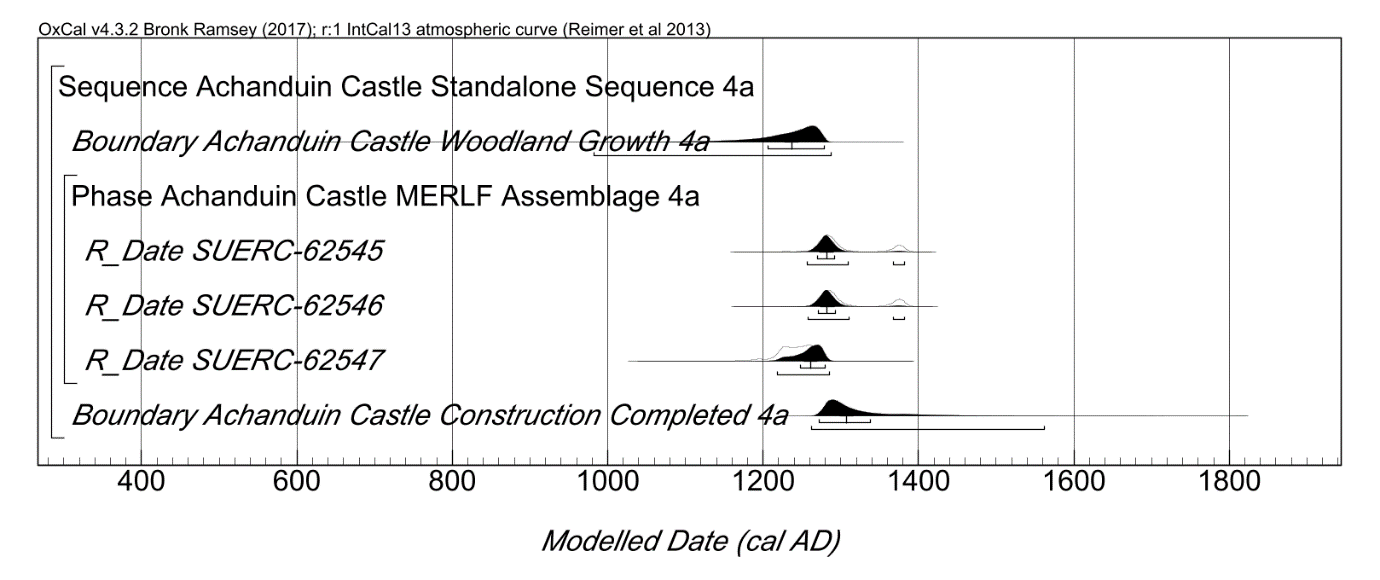 OxCal v4.3.2 Bronk Ramsey (2017); r:1 IntCal13 atmospheric curve (Reimer et al 2013)
Sequence Achanduin Castle Standalone Sequence 4a
Boundary Achanduin Castle Woodland Growth 4a
Phase Achanduin Castle MERLF Assemblage 4a
R_Date SUERC-62545
R_Date SUERC-62546
R_Date SUERC-62547
Boundary Achanduin Castle Construction Completed 4a
400 600 800 1000 1200 1400 1600 1800
Modelled Date (cal AD)